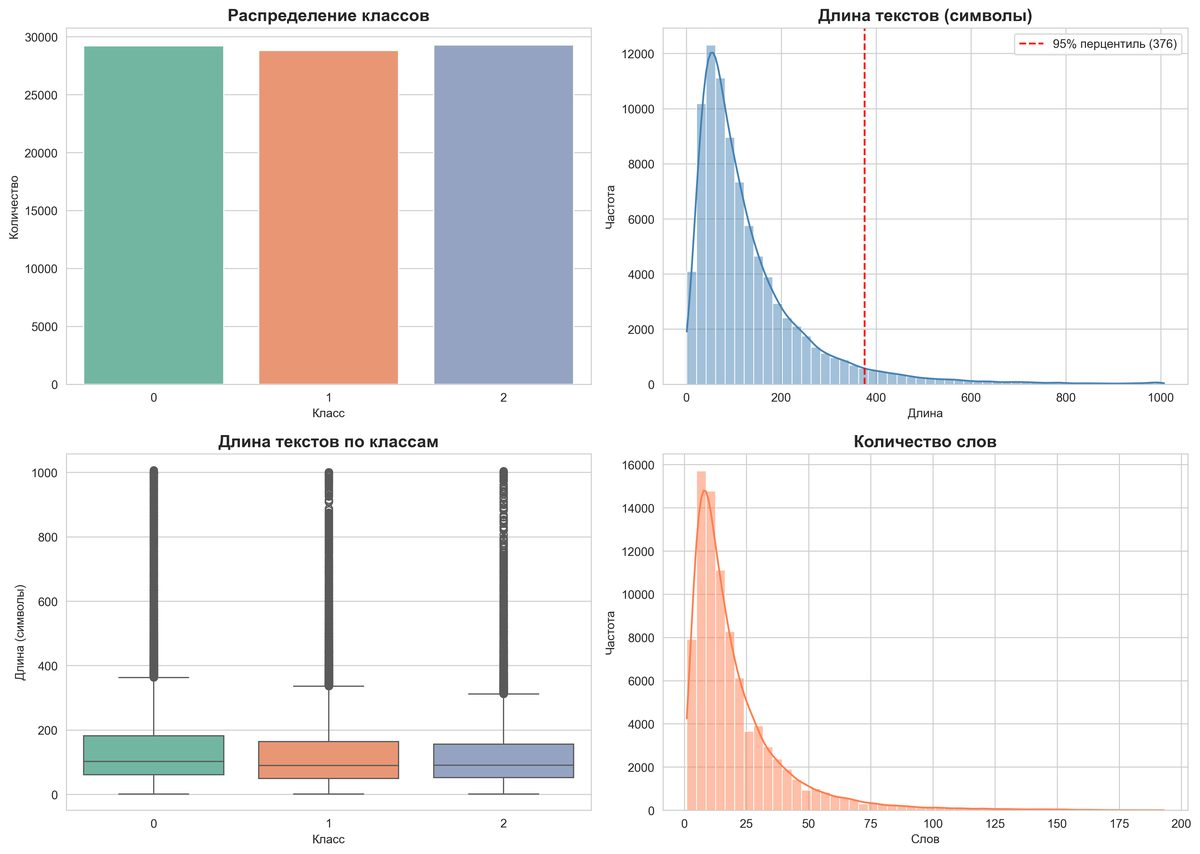 Распределение классов
30000
25000
20000
15000
10000
5000
0
Количество
0 1 2
Класс
Длина текстов (символы)
95% перцентиль (376)
12000
10000
8000
6000
4000
2000
0
Частота
0 200 400 600 800 1000
Длина
Длина текстов по классам
1000
800
600
400
200
0
Длина (символы)
0 1 2
Класс
Количество слов
16000
14000
12000
10000
8000
6000
4000
2000
0
Частота
0 25 50 75 100 125 150 175 200
Слов